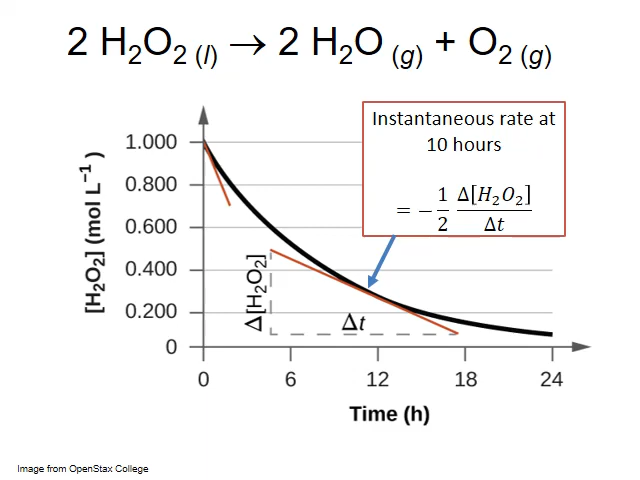 2 H₂O₂ (l) → 2 H₂O (g) + O₂ (g)
Instantaneous rate at
10 hours
= − 1/2 Δ[H₂O₂]/Δt
[H₂O₂] (mol L⁻¹)
1.000
0.800
0.600
0.400
0.200
0
Δ[H₂O₂]
Δt
0 6 12 18 24
Time (h)
Image from OpenStax College